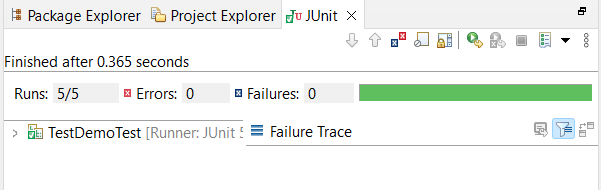 Package Explorer Project Explorer JUnit
Finished after 0.365 seconds
Runs: 5/5 Errors: 0 Failures: 0
TestDemoTest [Runner: JUnit 5 Failure Trace